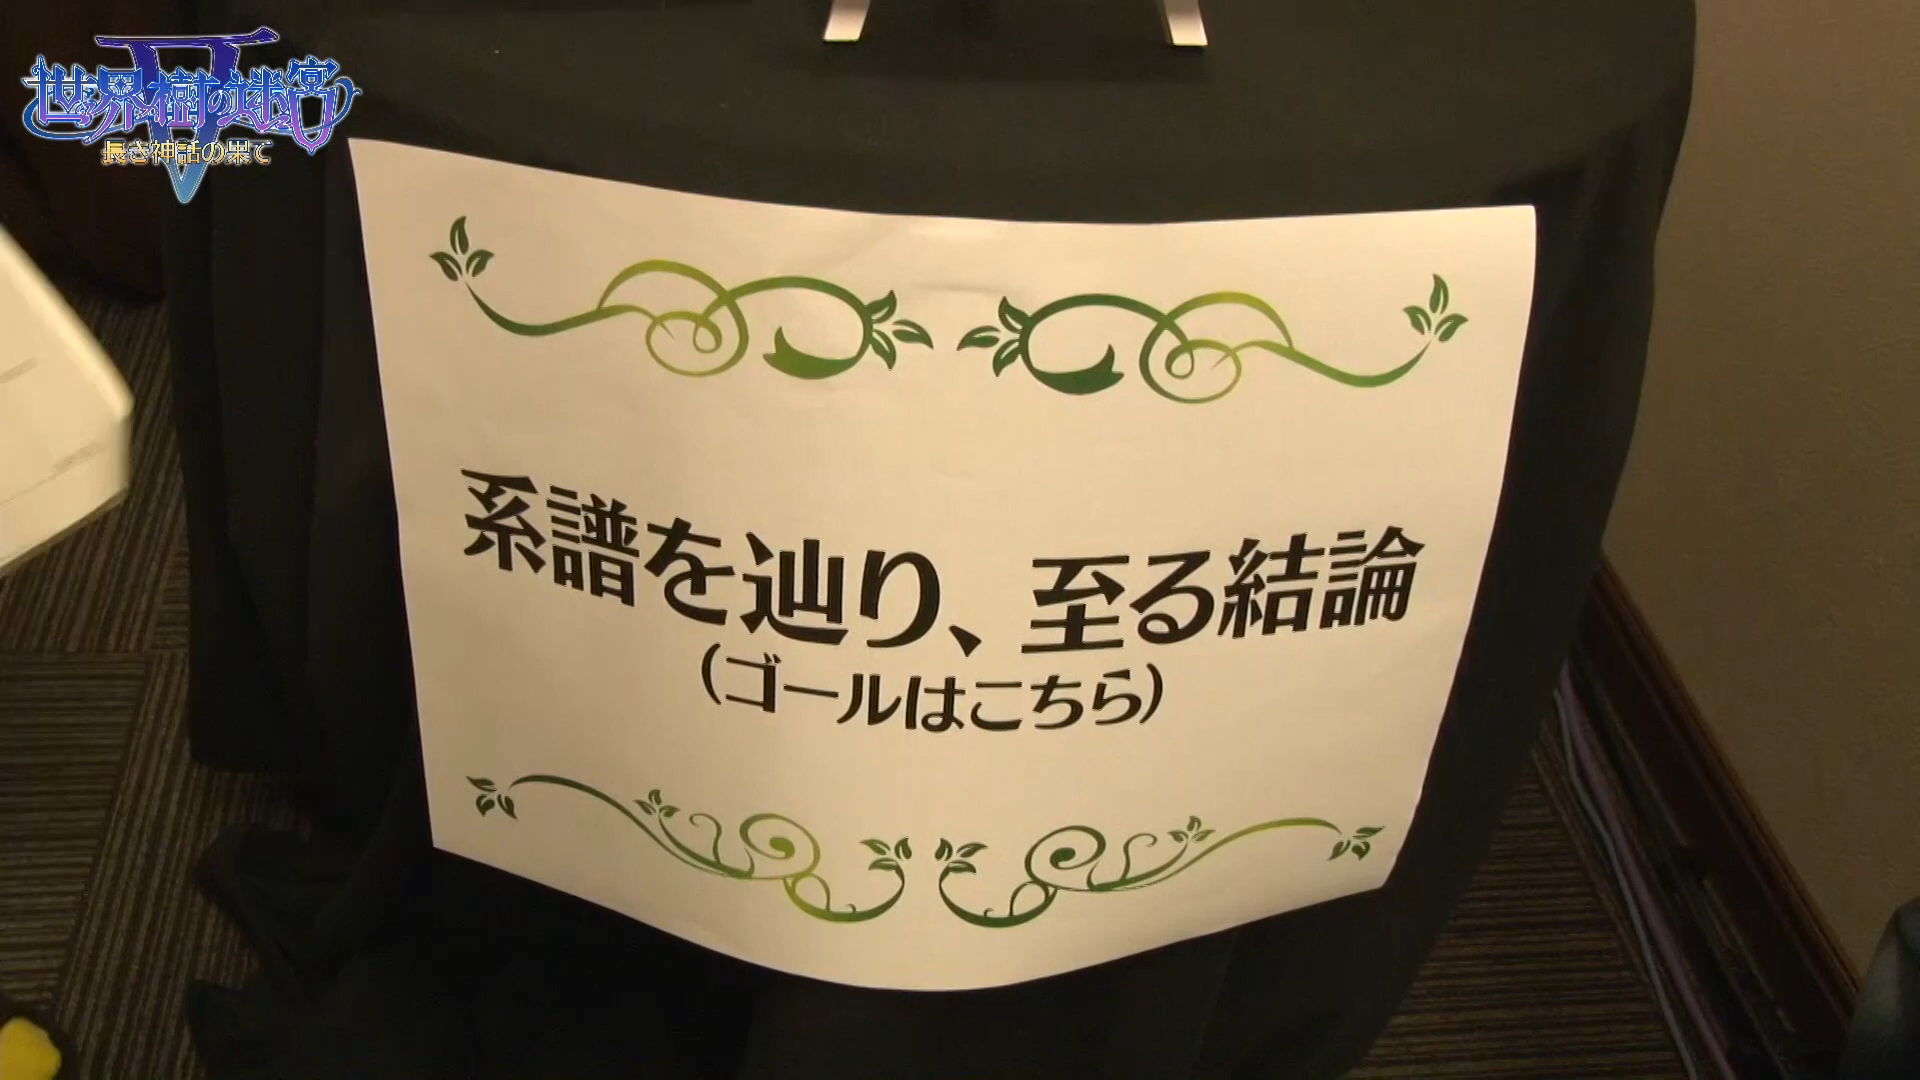 世界樹の迷宮V
長き神話の果て
系譜を辿り、至る結論
(ゴールはこちら)